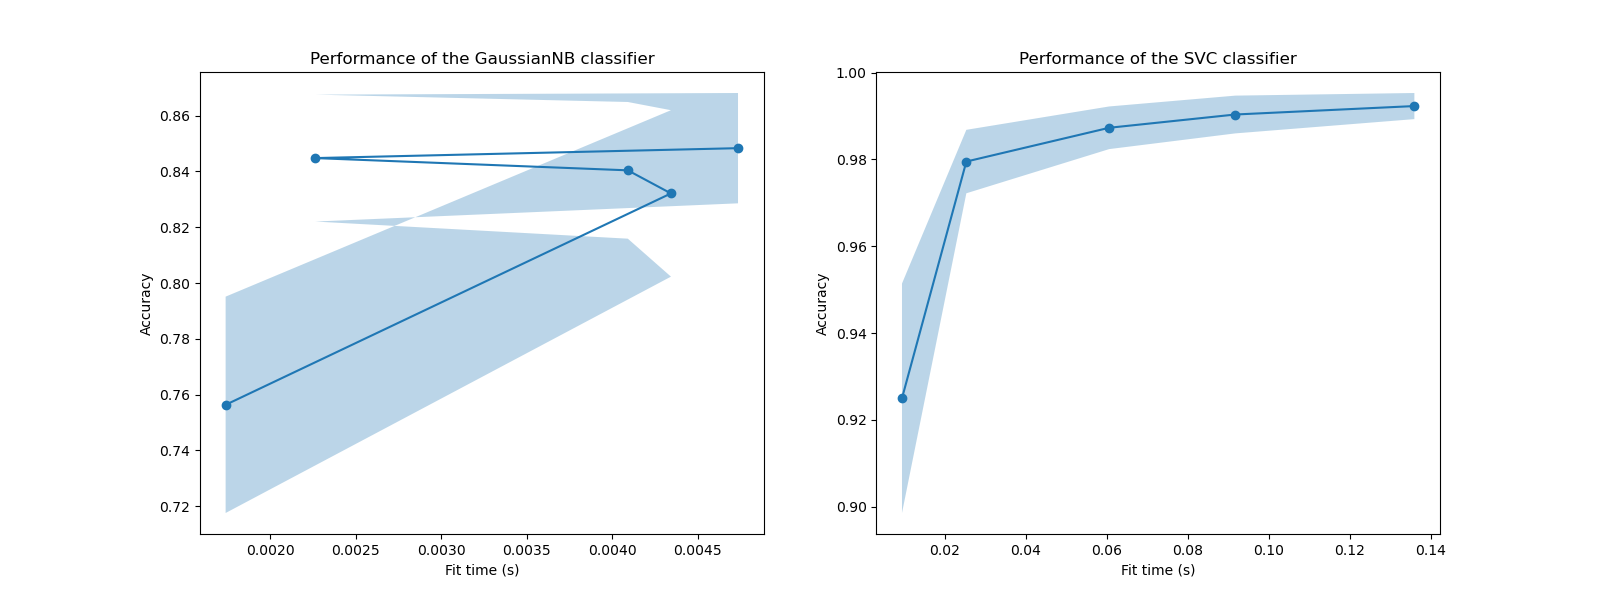 Performance of the GaussianNB classifier
Accuracy
0.86
0.84
0.82
0.80
0.78
0.76
0.74
0.72
0.0020 0.0025 0.0030 0.0035 0.0040 0.0045
Fit time (s)
Performance of the SVC classifier
Accuracy
1.00
0.98
0.96
0.94
0.92
0.90
0.02 0.04 0.06 0.08 0.10 0.12 0.14
Fit time (s)